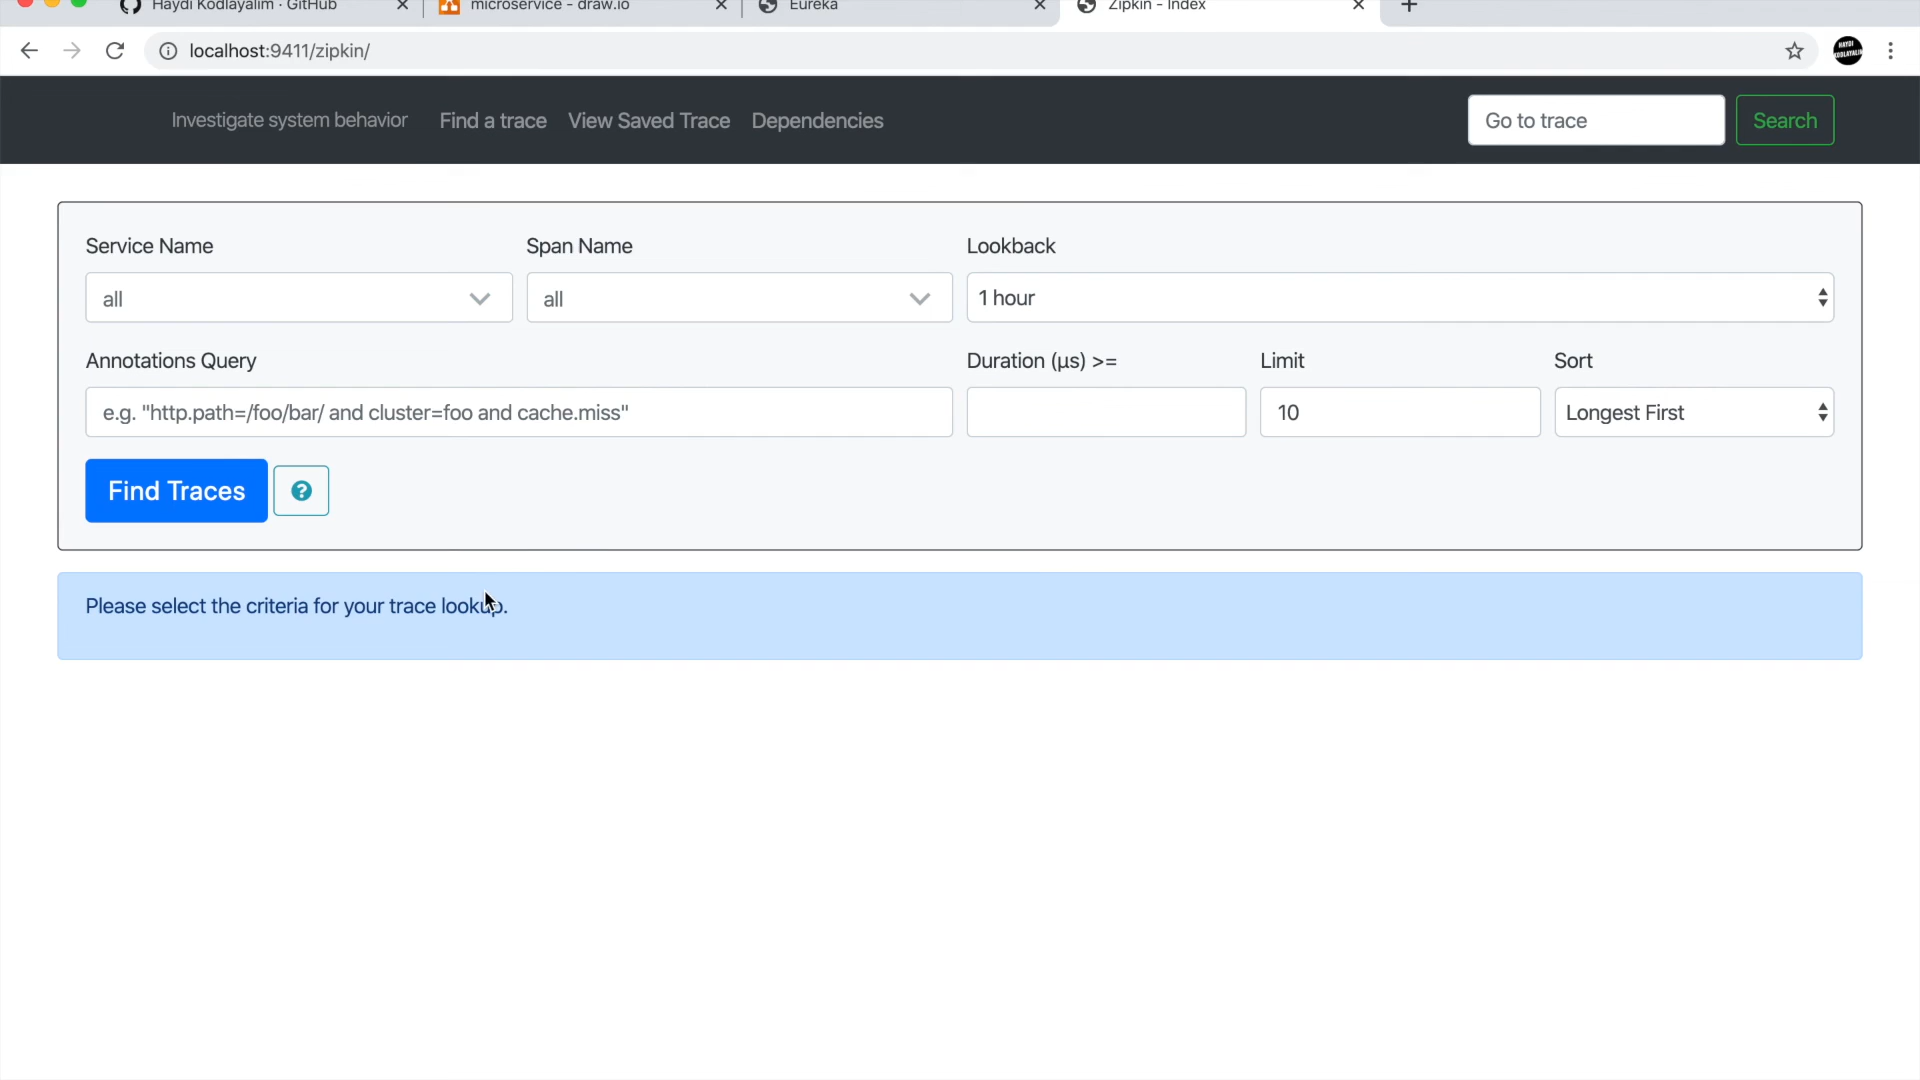 Haydi Kodlayalım · GitHub
microservice - draw.io
Eureka
Zipkin - Index
localhost:9411/zipkin/
HAYDI
KODLAYALIM
Investigate system behavior
Find a trace
View Saved Trace
Dependencies
Go to trace
Search
Service Name
Span Name
Lookback
all
all
1 hour
Annotations Query
Duration (μs) >=
Limit
Sort
e.g. "http.path=/foo/bar/ and cluster=foo and cache.miss"
10
Longest First
Find Traces
?
Please select the criteria for your trace lookup.